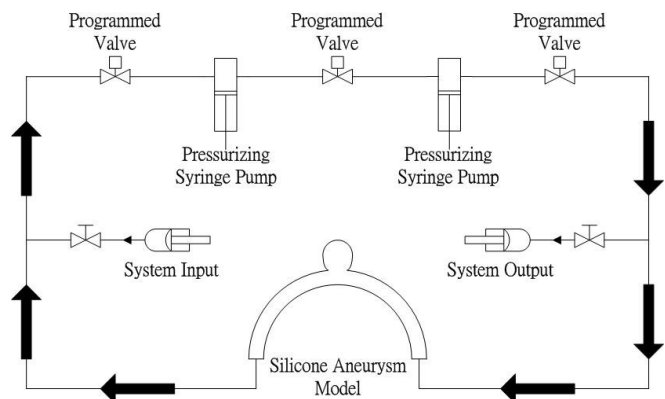 Programmed
Valve
Programmed
Valve
Programmed
Valve
Pressurizing
Syringe Pump
Pressurizing
Syringe Pump
System Input
System Output
Silicone Aneurysm
Model